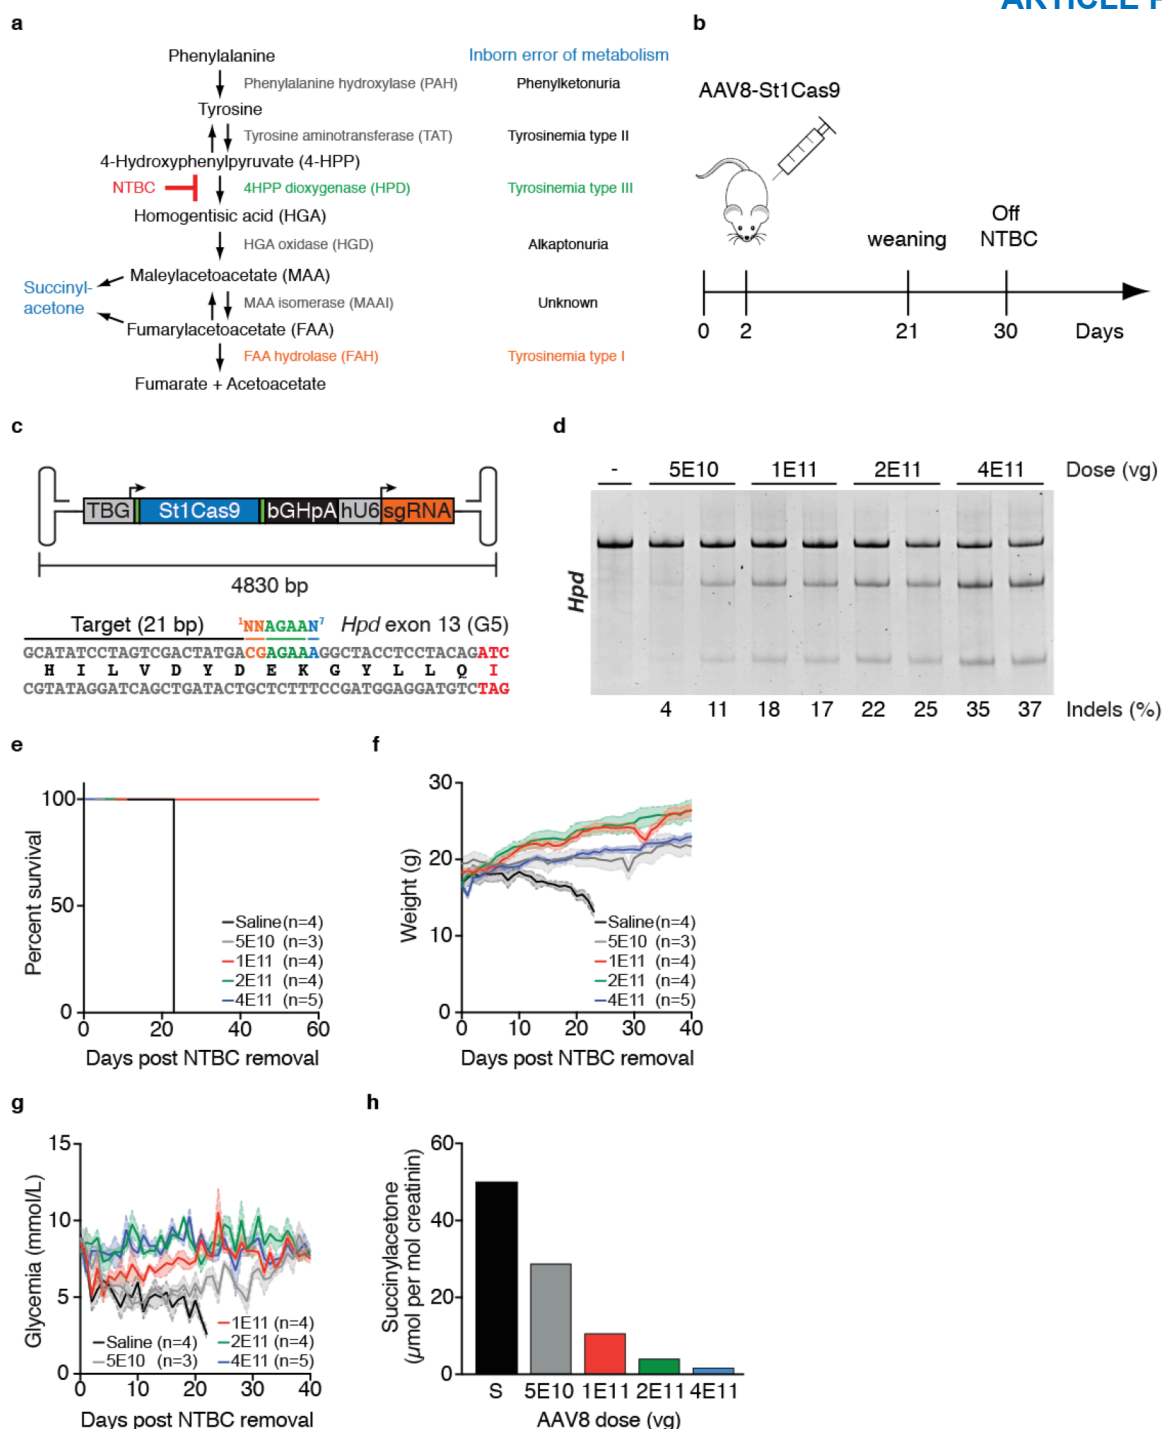 ARTICLE
a
Phenylalanine
Inborn error of metabolism
Phenylalanine hydroxylase (PAH)
Phenylketonuria
Tyrosine
Tyrosine aminotransferase (TAT)
Tyrosinemia type II
4-Hydroxyphenylpyruvate (4-HPP)
NTBC
4HPP dioxygenase (HPD)
Tyrosinemia type III
Homogentisic acid (HGA)
HGA oxidase (HGD)
Alkaptonuria
Maleylacetoacetate (MAA)
Succinyl-
acetone
MAA isomerase (MAAI)
Unknown
Fumarylacetoacetate (FAA)
FAA hydrolase (FAH)
Tyrosinemia type I
Fumarate + Acetoacetate
b
AAV8-St1Cas9
weaning
Off
NTBC
0 2 21 30 Days
c
TBG St1Cas9 bGHpA hU6 sgRNA
4830 bp
Target (21 bp) ¹NNAGAAN⁷ Hpd exon 13 (G5)
GCATATCCTAGTCGACTATGACGAGAAAGGCTACCTCCTACAGATC
H I L V D Y D E K G Y L L Q I
CGTATAGGATCAGCTGATACTGCTCTTTCCGATGGAGGATGTCTAG
d
- 5E10 1E11 2E11 4E11 Dose (vg)
Hpd
4 11 18 17 22 25 35 37 Indels (%)
e
Percent survival
100
50
0
Saline (n=4)
5E10 (n=3)
1E11 (n=4)
2E11 (n=4)
4E11 (n=5)
0 20 40 60
Days post NTBC removal
f
Weight (g)
30
20
10
0
Saline (n=4)
5E10 (n=3)
1E11 (n=4)
2E11 (n=4)
4E11 (n=5)
0 10 20 30 40
Days post NTBC removal
g
Glycemia (mmol/L)
15
10
5
0
Saline (n=4)
5E10 (n=3)
1E11 (n=4)
2E11 (n=4)
4E11 (n=5)
0 10 20 30 40
Days post NTBC removal
h
Succinylacetone
(µmol per mol creatinin)
60
40
20
0
S 5E10 1E11 2E11 4E11
AAV8 dose (vg)